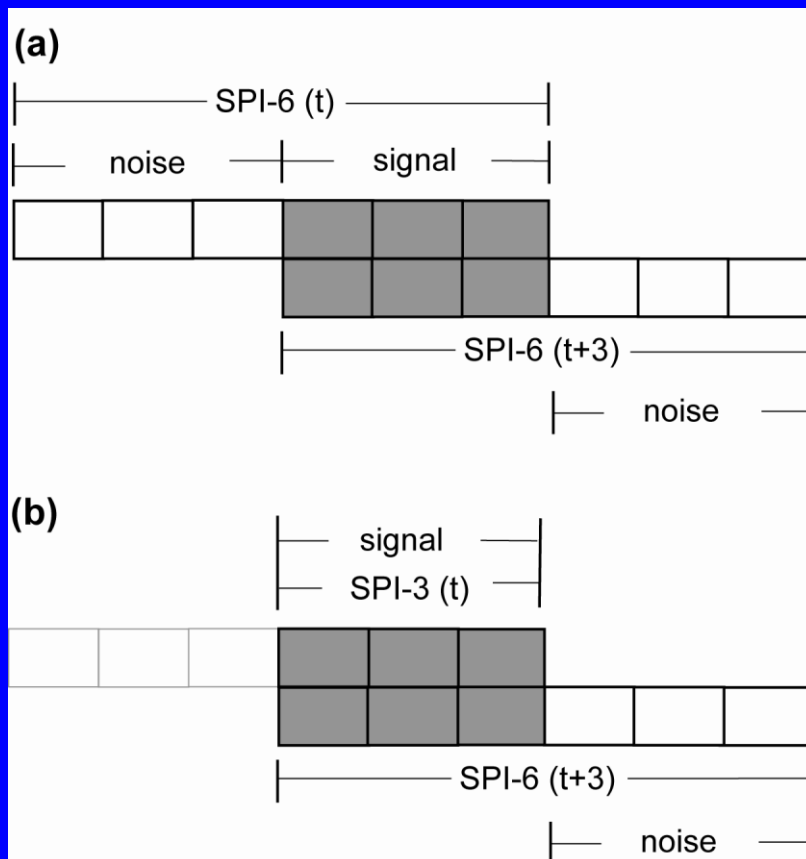 (a)
SPI-6 (t)
noise signal
SPI-6 (t+3)
noise
(b)
signal
SPI-3 (t)
SPI-6 (t+3)
noise